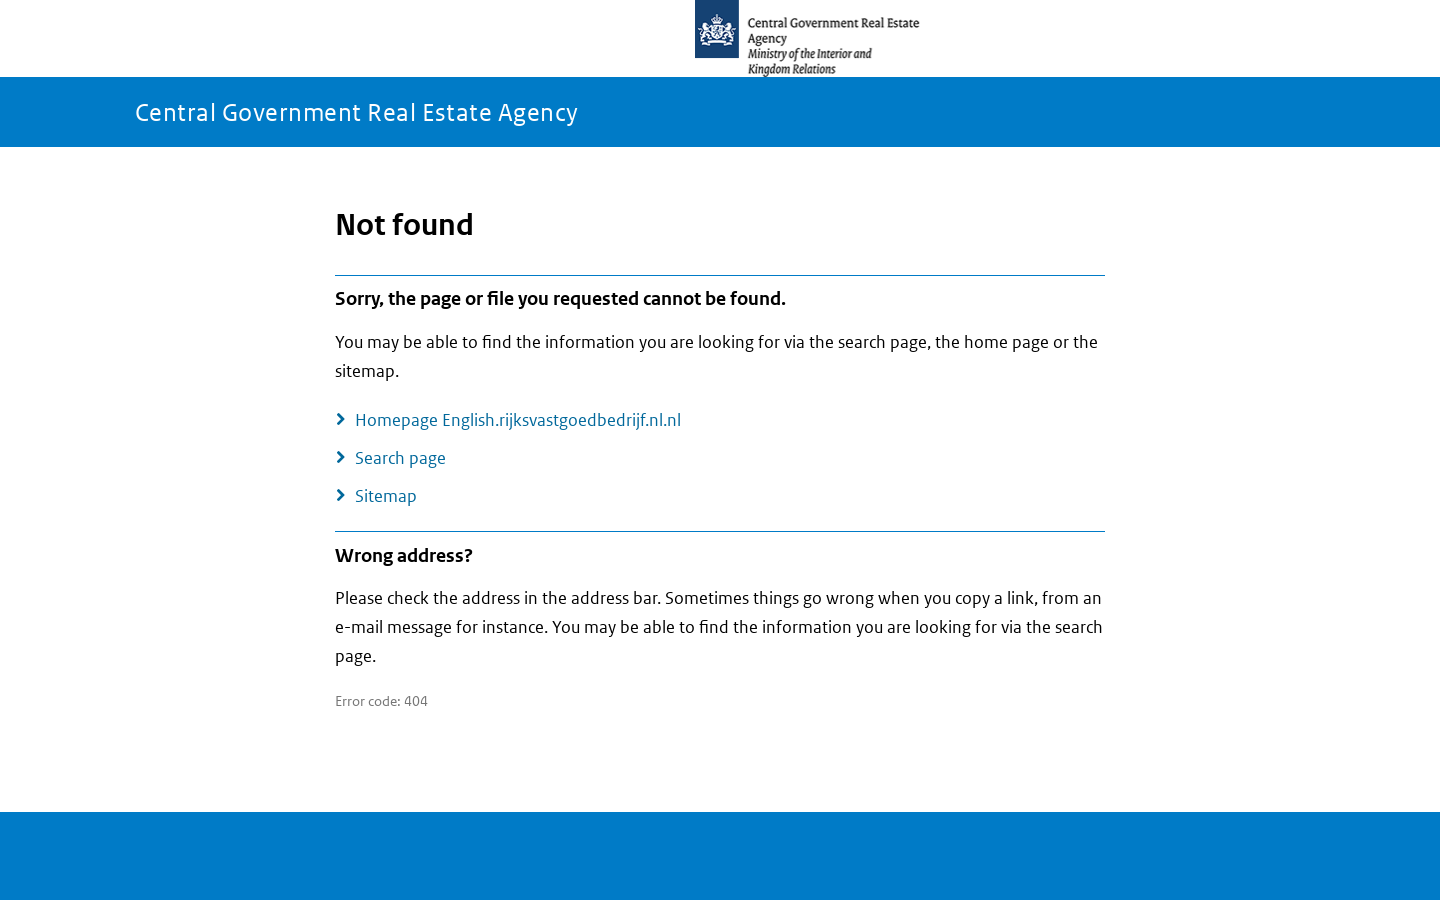 Central Government Real Estate
Agency
Ministry of the Interior and
Kingdom Relations
Central Government Real Estate Agency
Not found
Sorry, the page or file you requested cannot be found.
You may be able to find the information you are looking for via the search page, the home page or the
sitemap.
Homepage English.rijksvastgoedbedrijf.nl.nl
Search page
Sitemap
Wrong address?
Please check the address in the address bar. Sometimes things go wrong when you copy a link, from an
e-mail message for instance. You may be able to find the information you are looking for via the search
page.
Error code: 404